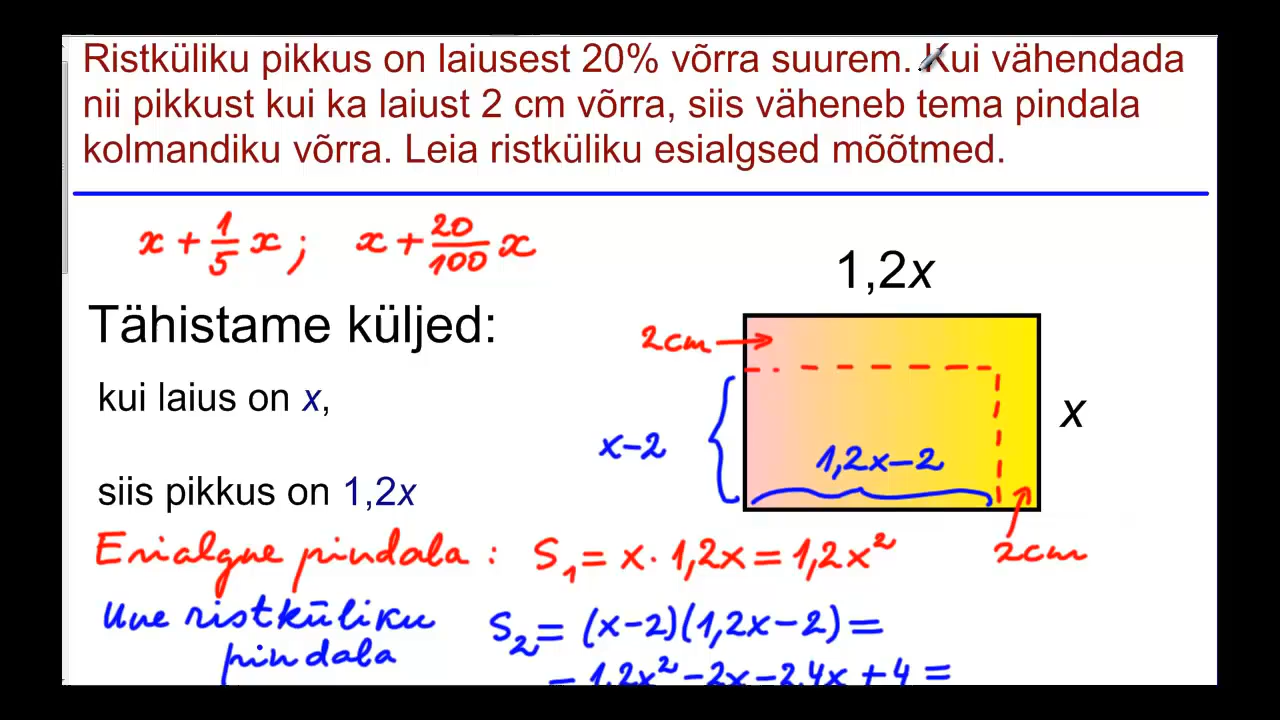 Ristküliku pikkus on laiusest 20% võrra suurem. Kui vähendada
nii pikkust kui ka laiust 2 cm võrra, siis väheneb tema pindala
kolmandiku võrra. Leia ristküliku esialgsed mõõtmed.
x + 1/5 x ; x + 20/100 x
1,2x
Tähistame küljed:
2cm
kui laius on x,
x
x-2
1,2x-2
siis pikkus on 1,2x
Esialgne pindala : S₁ = x · 1,2x = 1,2x²
2cm
Uue ristküliku S₂ = (x-2)(1,2x-2) =
pindala
= 1,2x² - 2x - 2,4x + 4 =